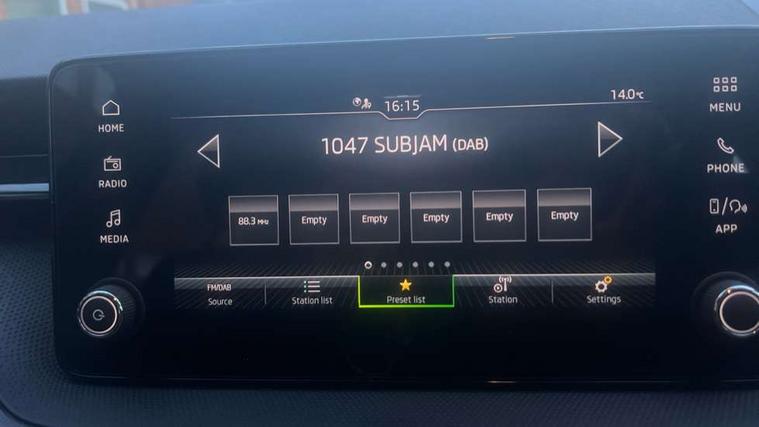 16:15
14.0°C
1047 SUBJAM (DAB)
HOME
RADIO
MEDIA
MENU
PHONE
APP
88.3 MHz
Empty
Empty
Empty
Empty
Empty
FM/DAB
Source
Station list
Preset list
Station
Settings